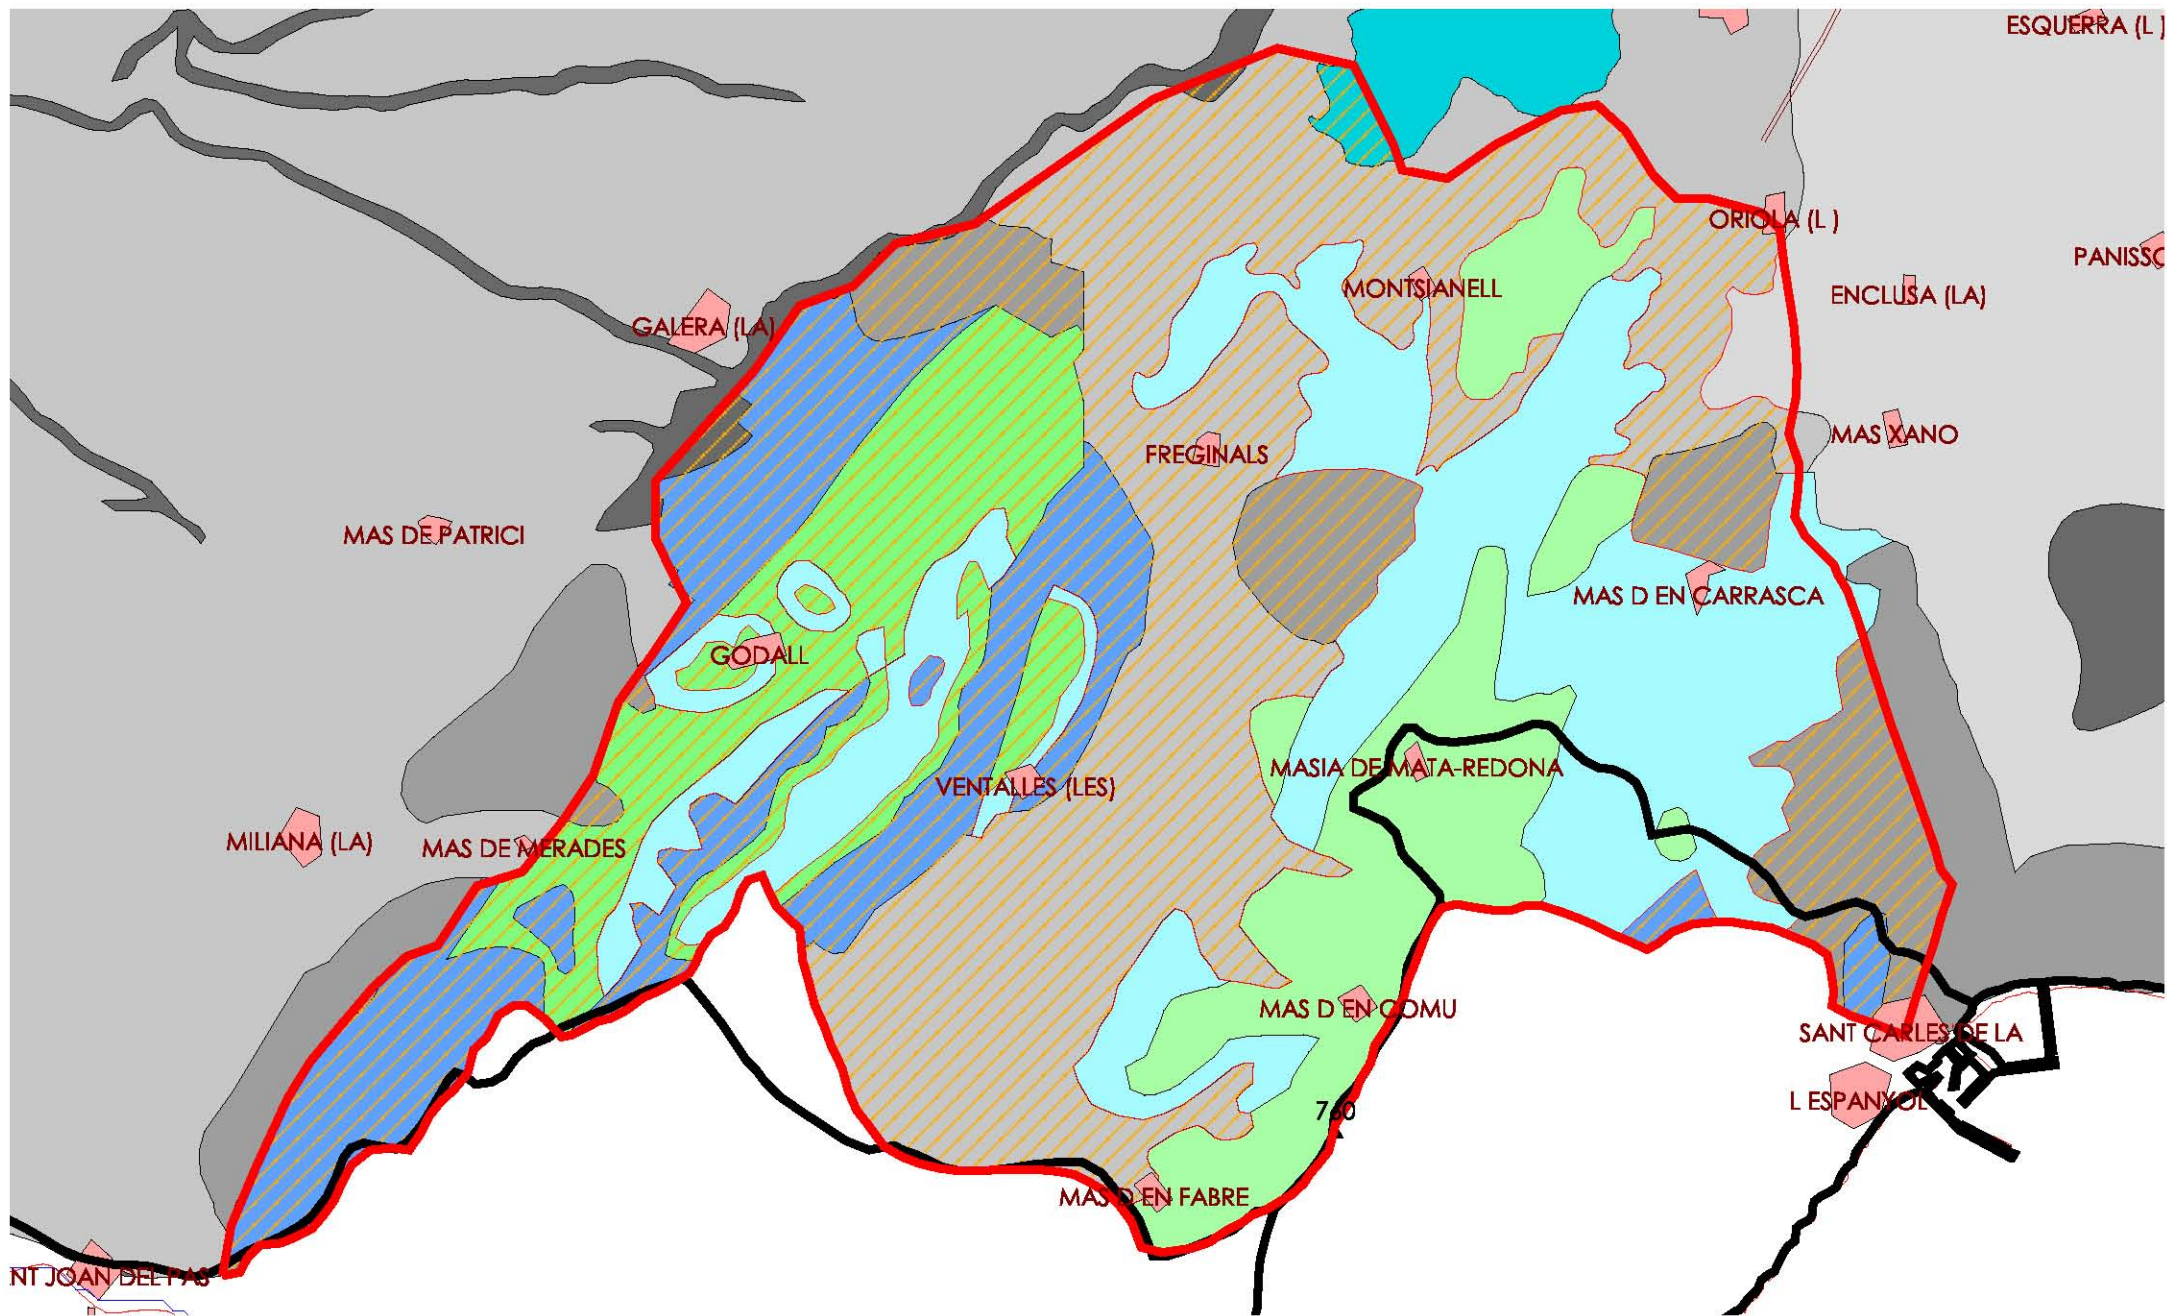 ESQUERRA (L )
ORIOLA (L )
PANISSO
MONTSIANELL
ENCLUSA (LA)
GALERA (LA)
MAS XANO
FREGINALS
MAS DE PATRICI
MAS D EN CARRASCA
GODALL
MASIA DE MATA-REDONA
VENTALLES (LES)
MILIANA (LA)
MAS DE MERADES
MAS D EN COMU
SANT CARLES DE LA
L ESPANYOL
760
MAS D EN FABRE
NT JOAN DEL PAS